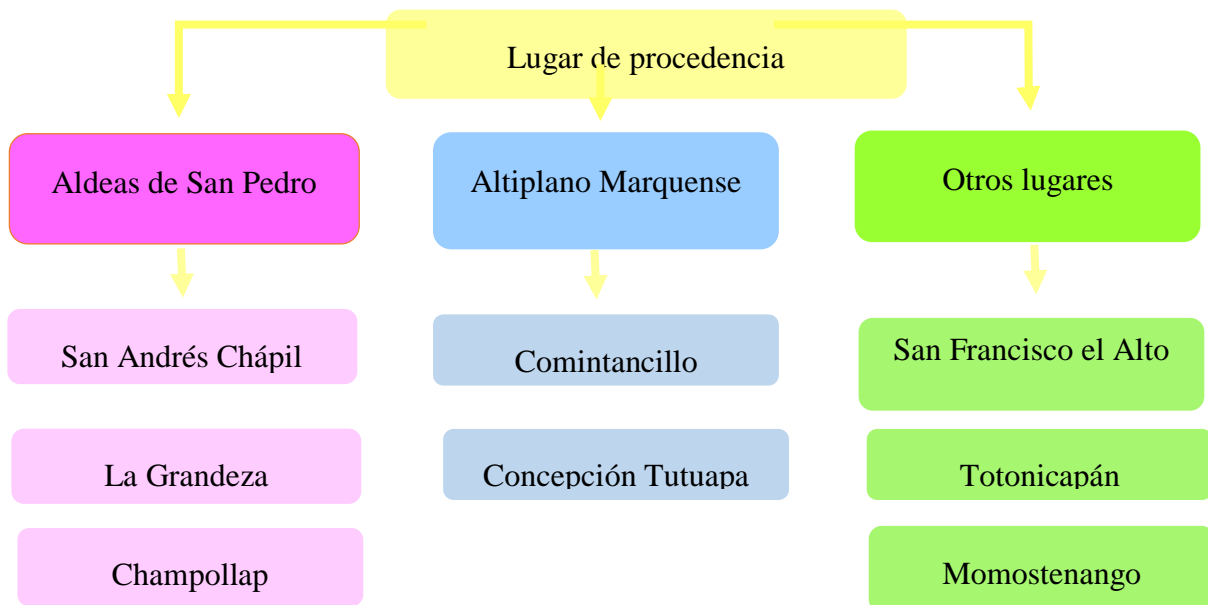 Lugar de procedencia
Aldeas de San Pedro
Altiplano Marquense
Otros lugares
San Andrés Chápil
Comintancillo
San Francisco el Alto
La Grandeza
Concepción Tutuapa
Totonicapán
Champollap
Momostenango